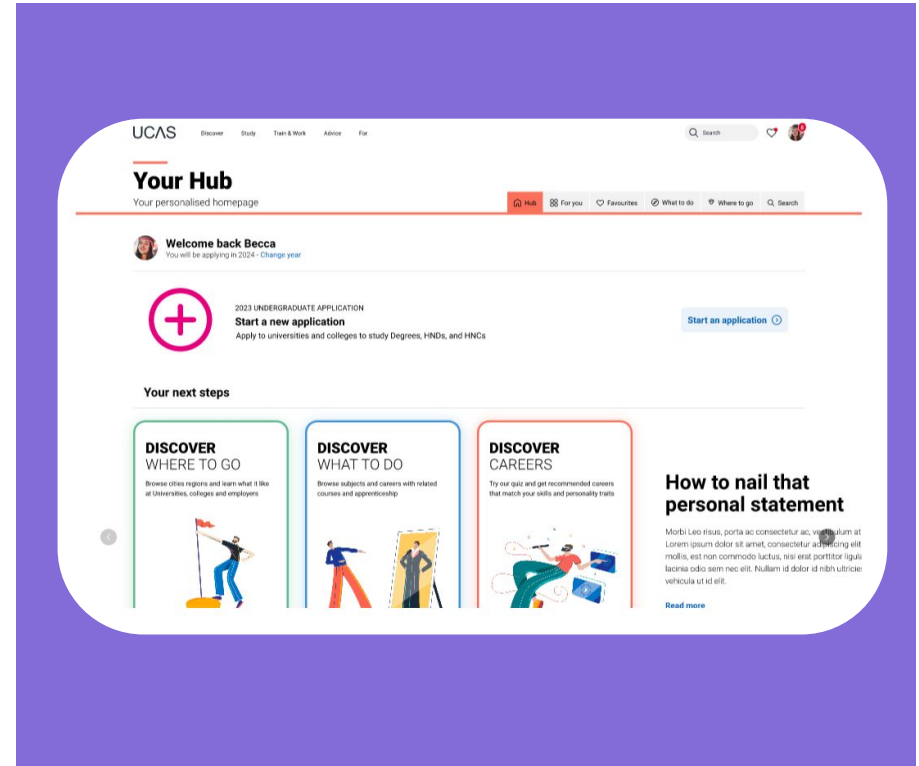 UCAS
Discover Study Train & Work Advice For
Search
Your Hub
Your personalised homepage
Hub For you Favourites What to do Where to go Search
Welcome back Becca
You will be applying in 2024 - Change year
2023 UNDERGRADUATE APPLICATION
Start a new application
Apply to universities and colleges to study Degrees, HNDs, and HNCs
Start an application
Your next steps
DISCOVER
WHERE TO GO
Browse cities regions and learn what it like
at Universities, colleges and employers
DISCOVER
WHAT TO DO
Browse subjects and careers with related
courses and apprenticeship
DISCOVER
CAREERS
Try our quiz and get recommended careers
that match your skills and personality traits
How to nail that
personal statement
Morbi Leo risus, porta ac consectetur ac, vestibulum at
Lorem ipsum dolor sit amet, consectetur adipiscing elit
mollis, est non commodo luctus, nisi erat porttitor ligula
lacinia odio sem nec elit. Nullam id dolor id nibh ultricies
vehicula ut id elit.
Read more